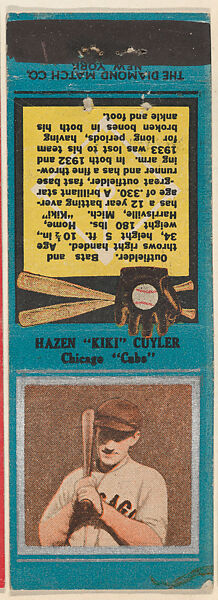 THE DIAMOND MATCH CO.
NEW YORK
Outfielder. Bats and
throws right handed. Age
34, height 5 ft. 10½ in.,
weight 180 lbs. Home,
Harrisville, Mich. "Kiki"
has a 12 year batting aver-
age of .330. A brilliant star
outfielder, fast base-
runner and has a fine throw-
ing arm. In both 1932 and
1933 was lost to his team
for long periods, having
broken bones in both
ankle and foot.
HAZEN "KIKI" CUYLER
Chicago "Cubs"